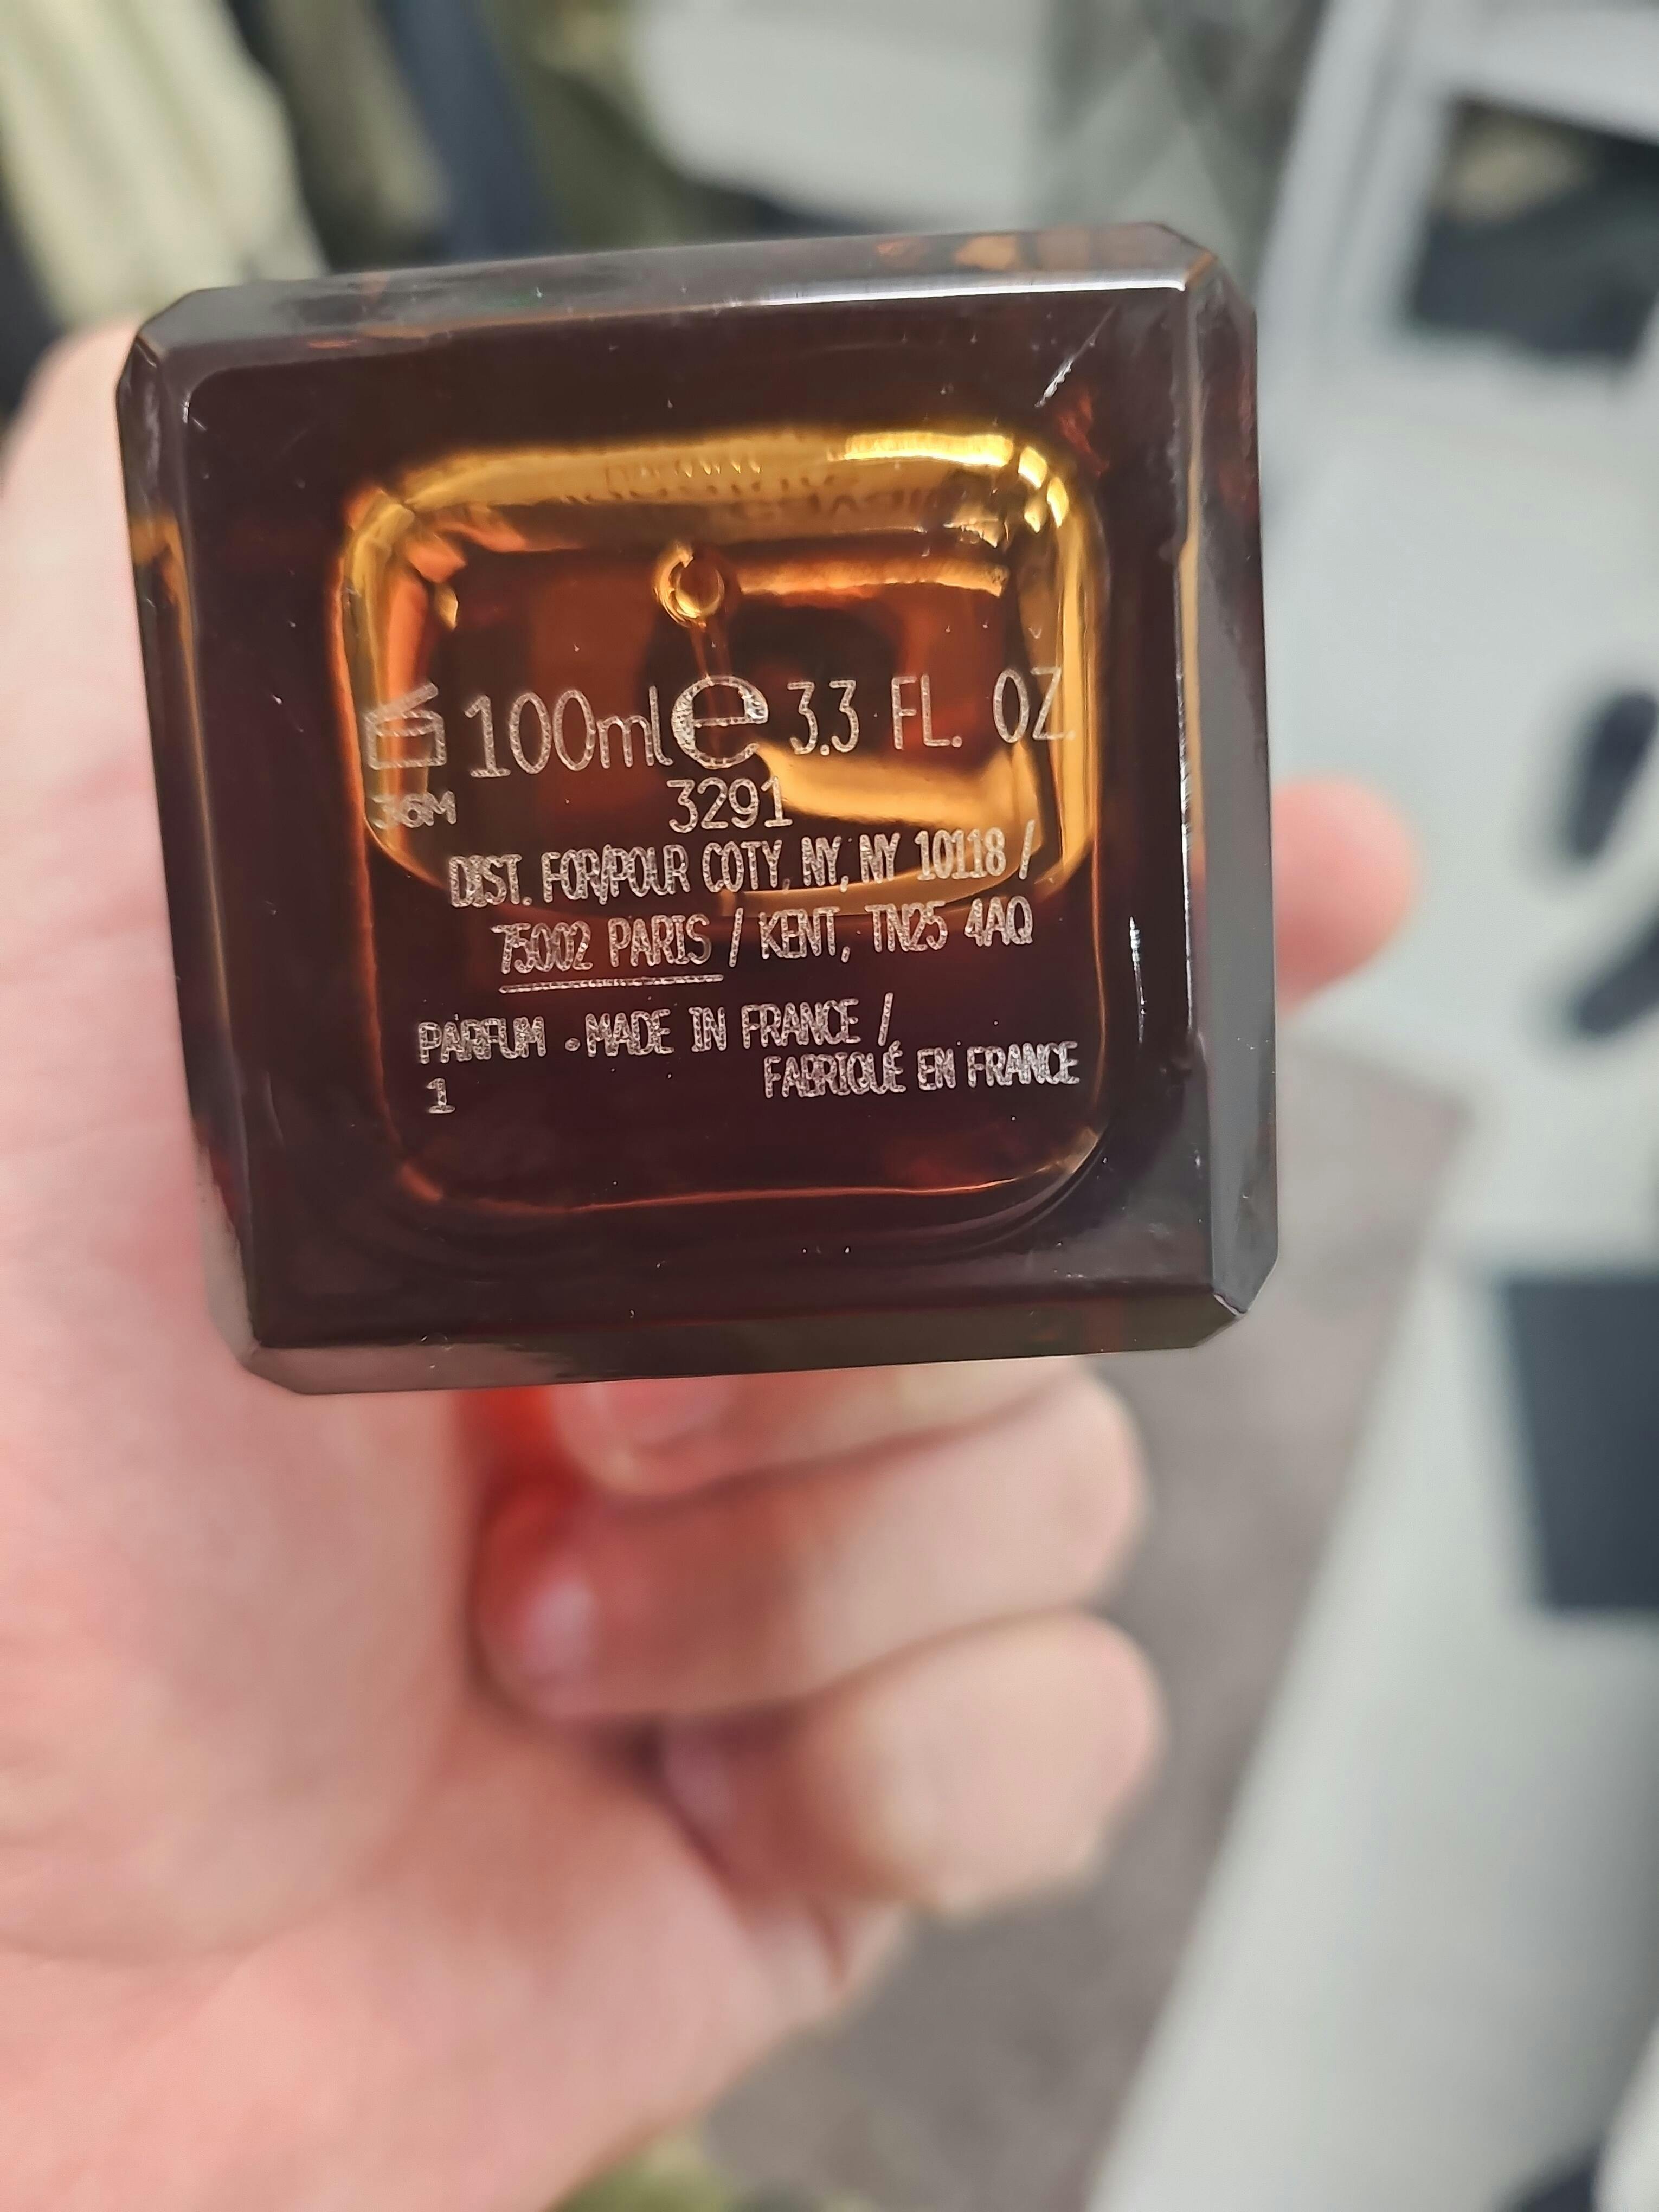 100ml e 3.3 FL. OZ.
36M
3291
DIST. FOR/POUR COTY, NY, NY 10118 /
75002 PARIS / KENT, TN25 4AQ
PARFUM . MADE IN FRANCE /
FABRIQUÉ EN FRANCE
1